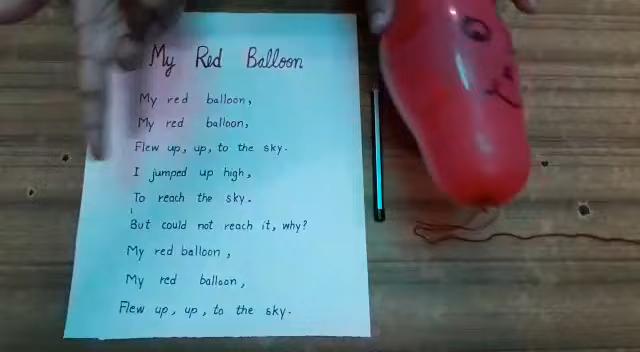 My Red Balloon
My red balloon,
My red balloon,
Flew up, up, to the sky.
I jumped up high,
To reach the sky.
But could not reach it, why?
My red balloon,
My red balloon,
Flew up, up, to the sky.